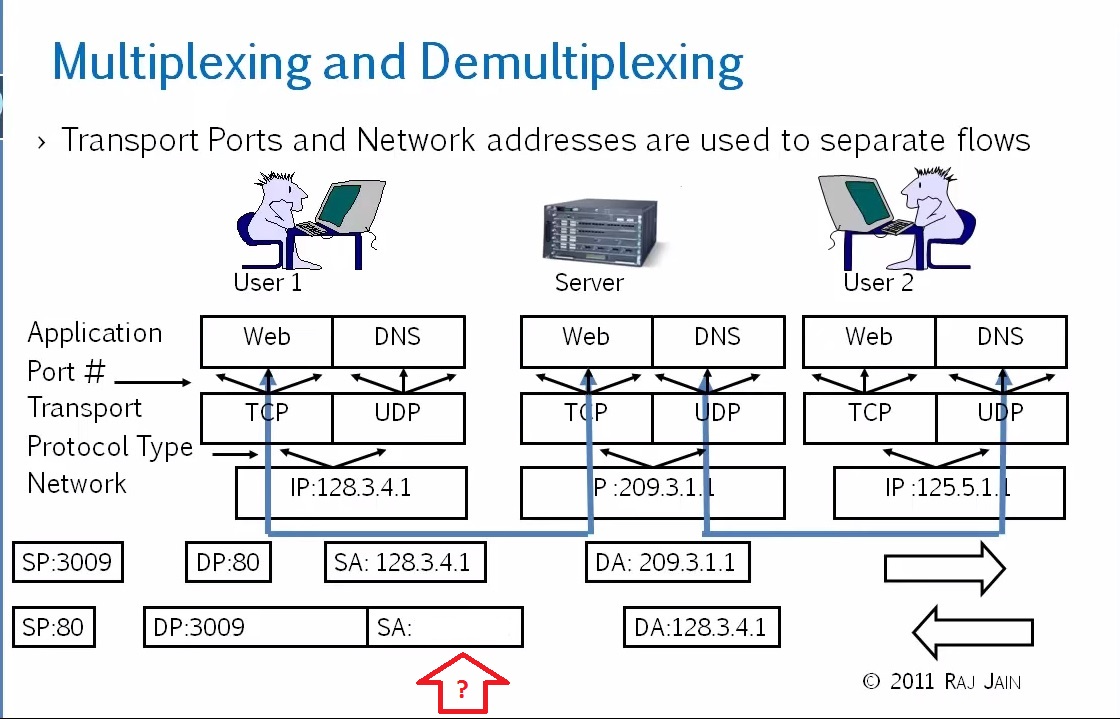 Multiplexing and Demultiplexing
› Transport Ports and Network addresses are used to separate flows
User 1 Server User 2
Application Web DNS Web DNS Web DNS
Port #
Transport TCP UDP TCP UDP TCP UDP
Protocol Type
Network IP:128.3.4.1 IP :209.3.1.1 IP :125.5.1.1
SP:3009 DP:80 SA: 128.3.4.1 DA: 209.3.1.1
SP:80 DP:3009 SA: DA:128.3.4.1
?
© 2011 RAJ JAIN